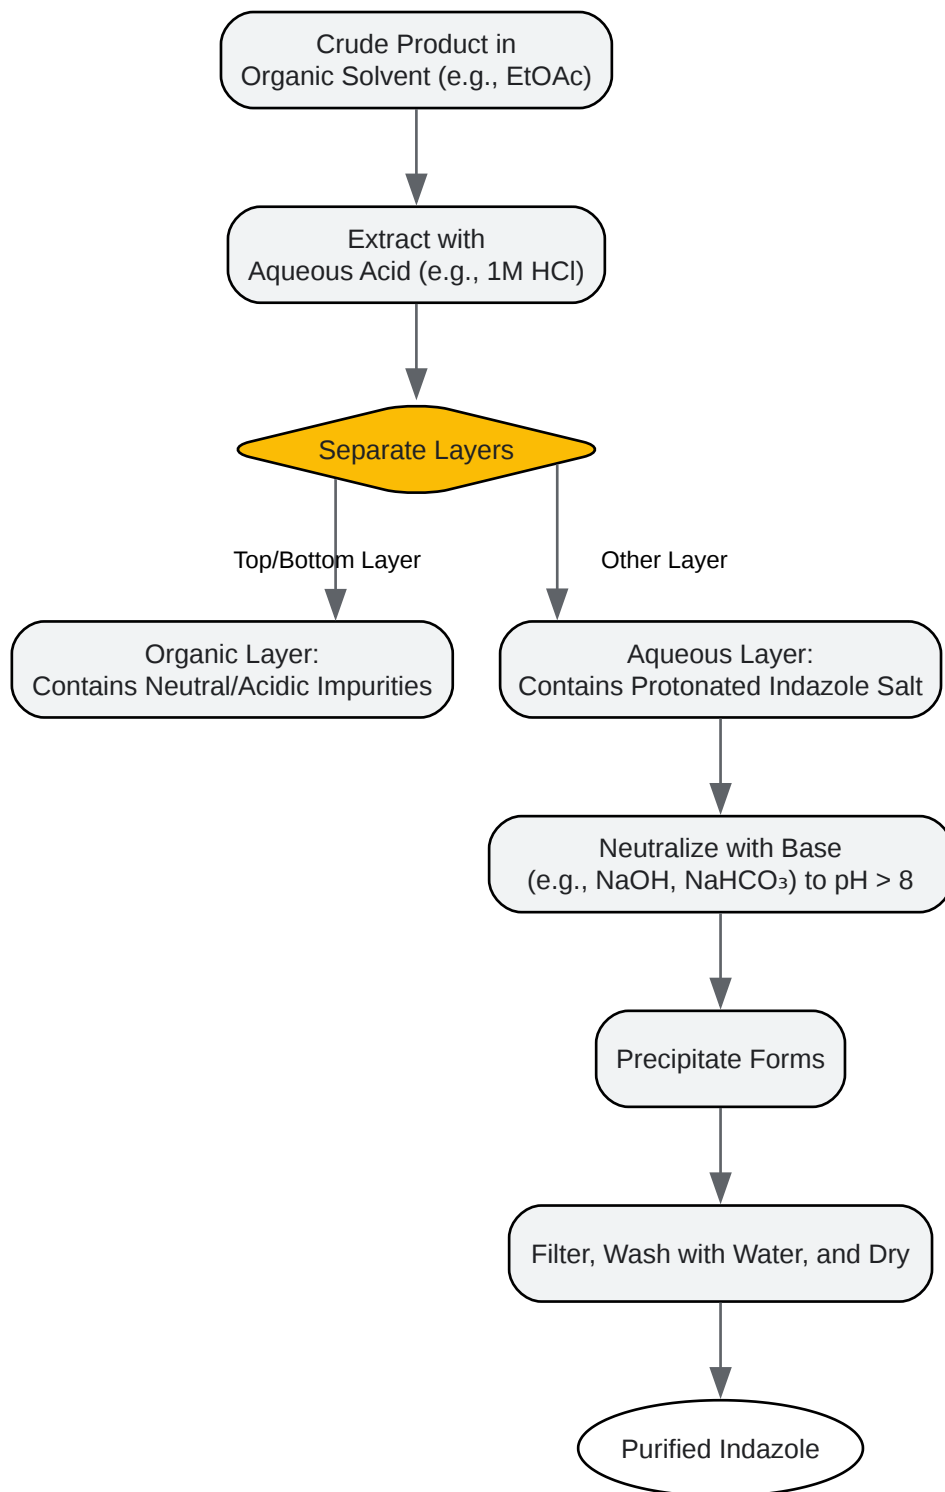 Crude Product in
Organic Solvent (e.g., EtOAc)
Extract with
Aqueous Acid (e.g., 1M HCl)
Separate Layers
Top/Bottom Layer
Other Layer
Organic Layer:
Contains Neutral/Acidic Impurities
Aqueous Layer:
Contains Protonated Indazole Salt
Neutralize with Base
(e.g., NaOH, NaHCO₃) to pH > 8
Precipitate Forms
Filter, Wash with Water, and Dry
Purified Indazole